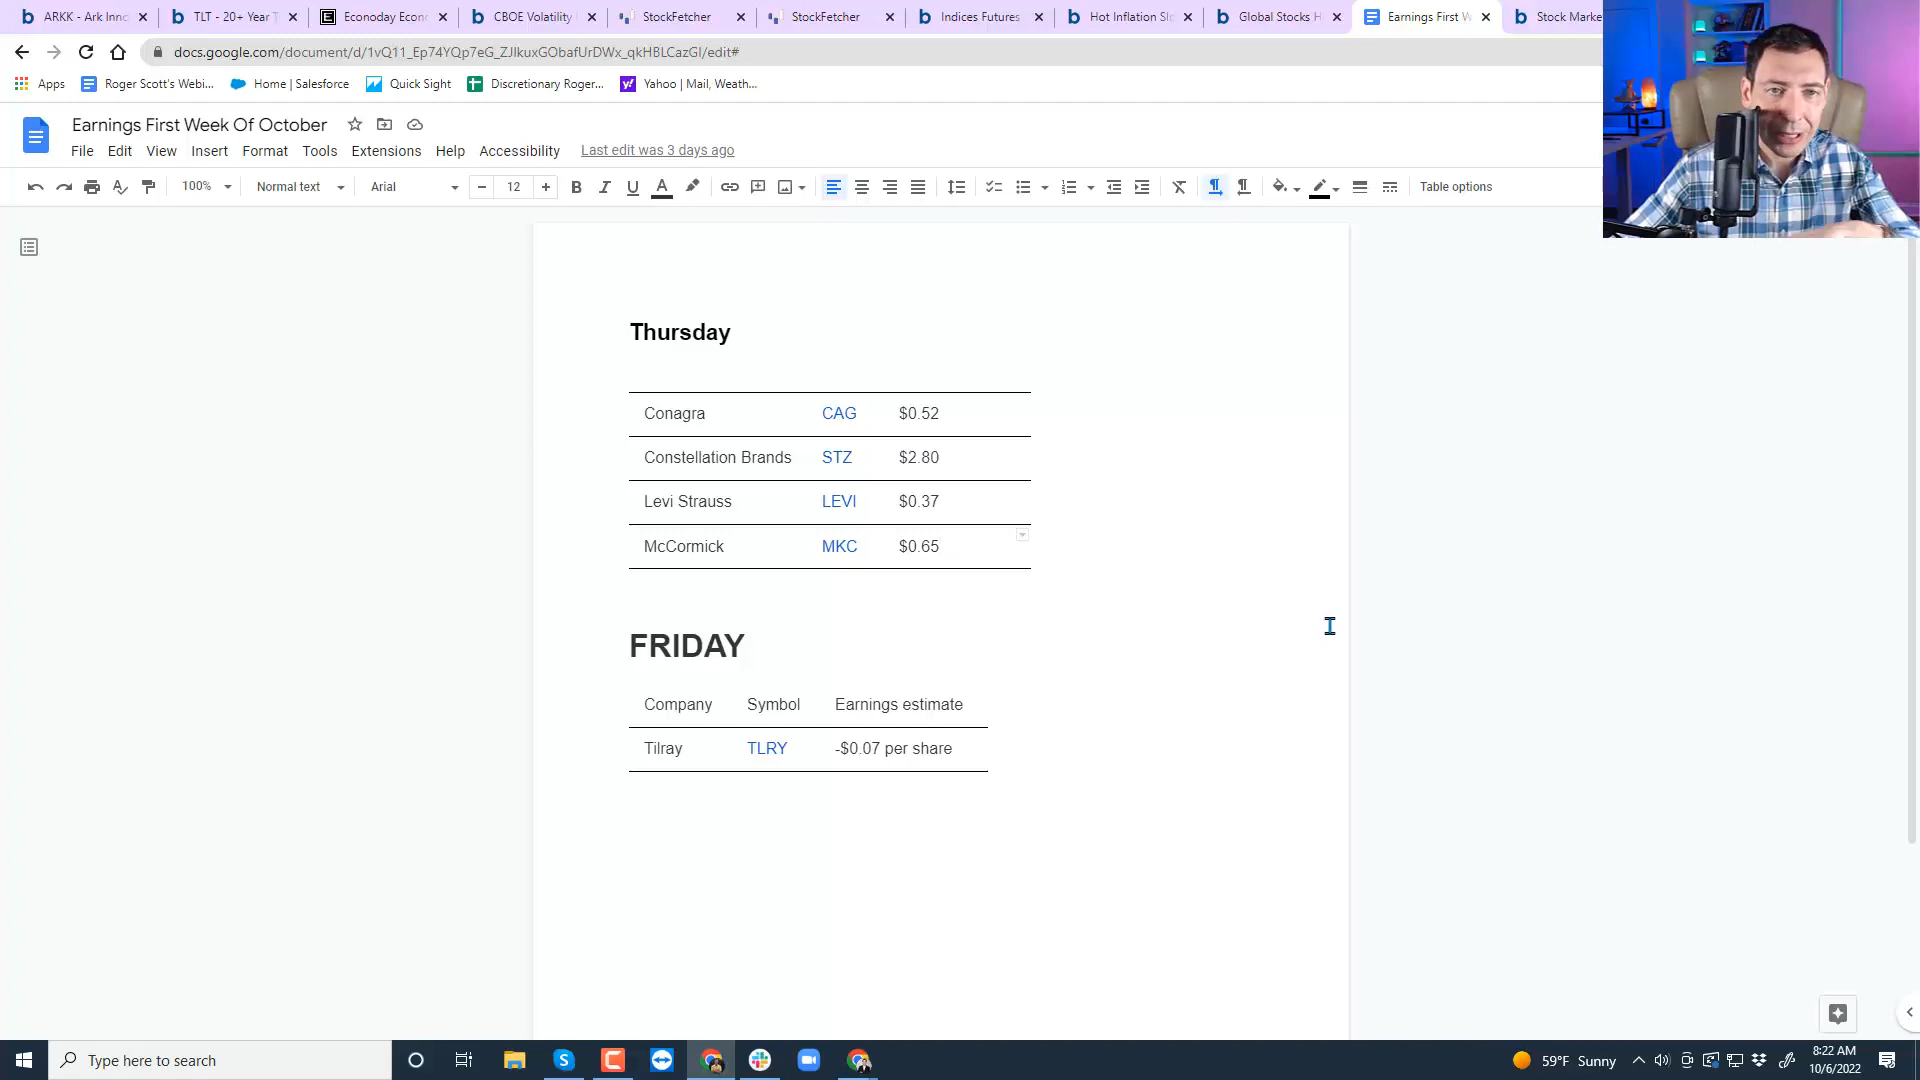 ARKK - Ark Inno
TLT - 20+ Year T
Econoday Econ
CBOE Volatility
StockFetcher
StockFetcher
Indices Futures
Hot Inflation Slo
Global Stocks H
Earnings First W
Stock Marke
docs.google.com/document/d/1vQ11_Ep74YQp7eG_ZJIkuxGObafUrDWx_qkHBLCazGI/edit#
Apps
Roger Scott's Webi...
Home | Salesforce
Quick Sight
Discretionary Roger...
Yahoo | Mail, Weath...
Earnings First Week Of October
File Edit View Insert Format Tools Extensions Help Accessibility Last edit was 3 days ago
100% Normal text Arial 12 Table options
Thursday
Conagra CAG $0.52
Constellation Brands STZ $2.80
Levi Strauss LEVI $0.37
McCormick MKC $0.65
FRIDAY
Company Symbol Earnings estimate
Tilray TLRY -$0.07 per share
Type here to search
59°F Sunny
8:22 AM
10/6/2022